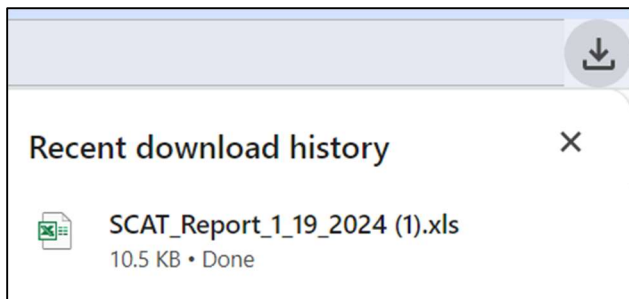 Recent download history
SCAT_Report_1_19_2024 (1).xls
10.5 KB • Done